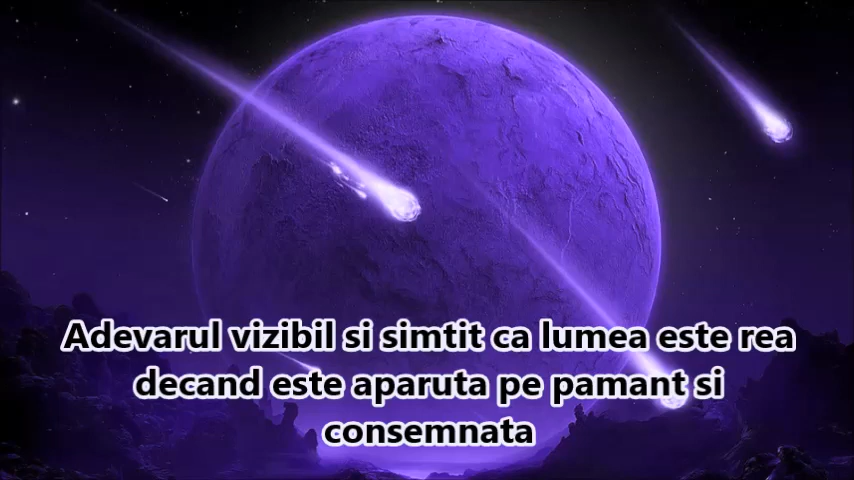 Adevarul vizibil si simtit ca lumea este rea
decand este aparuta pe pamant si
consemnata